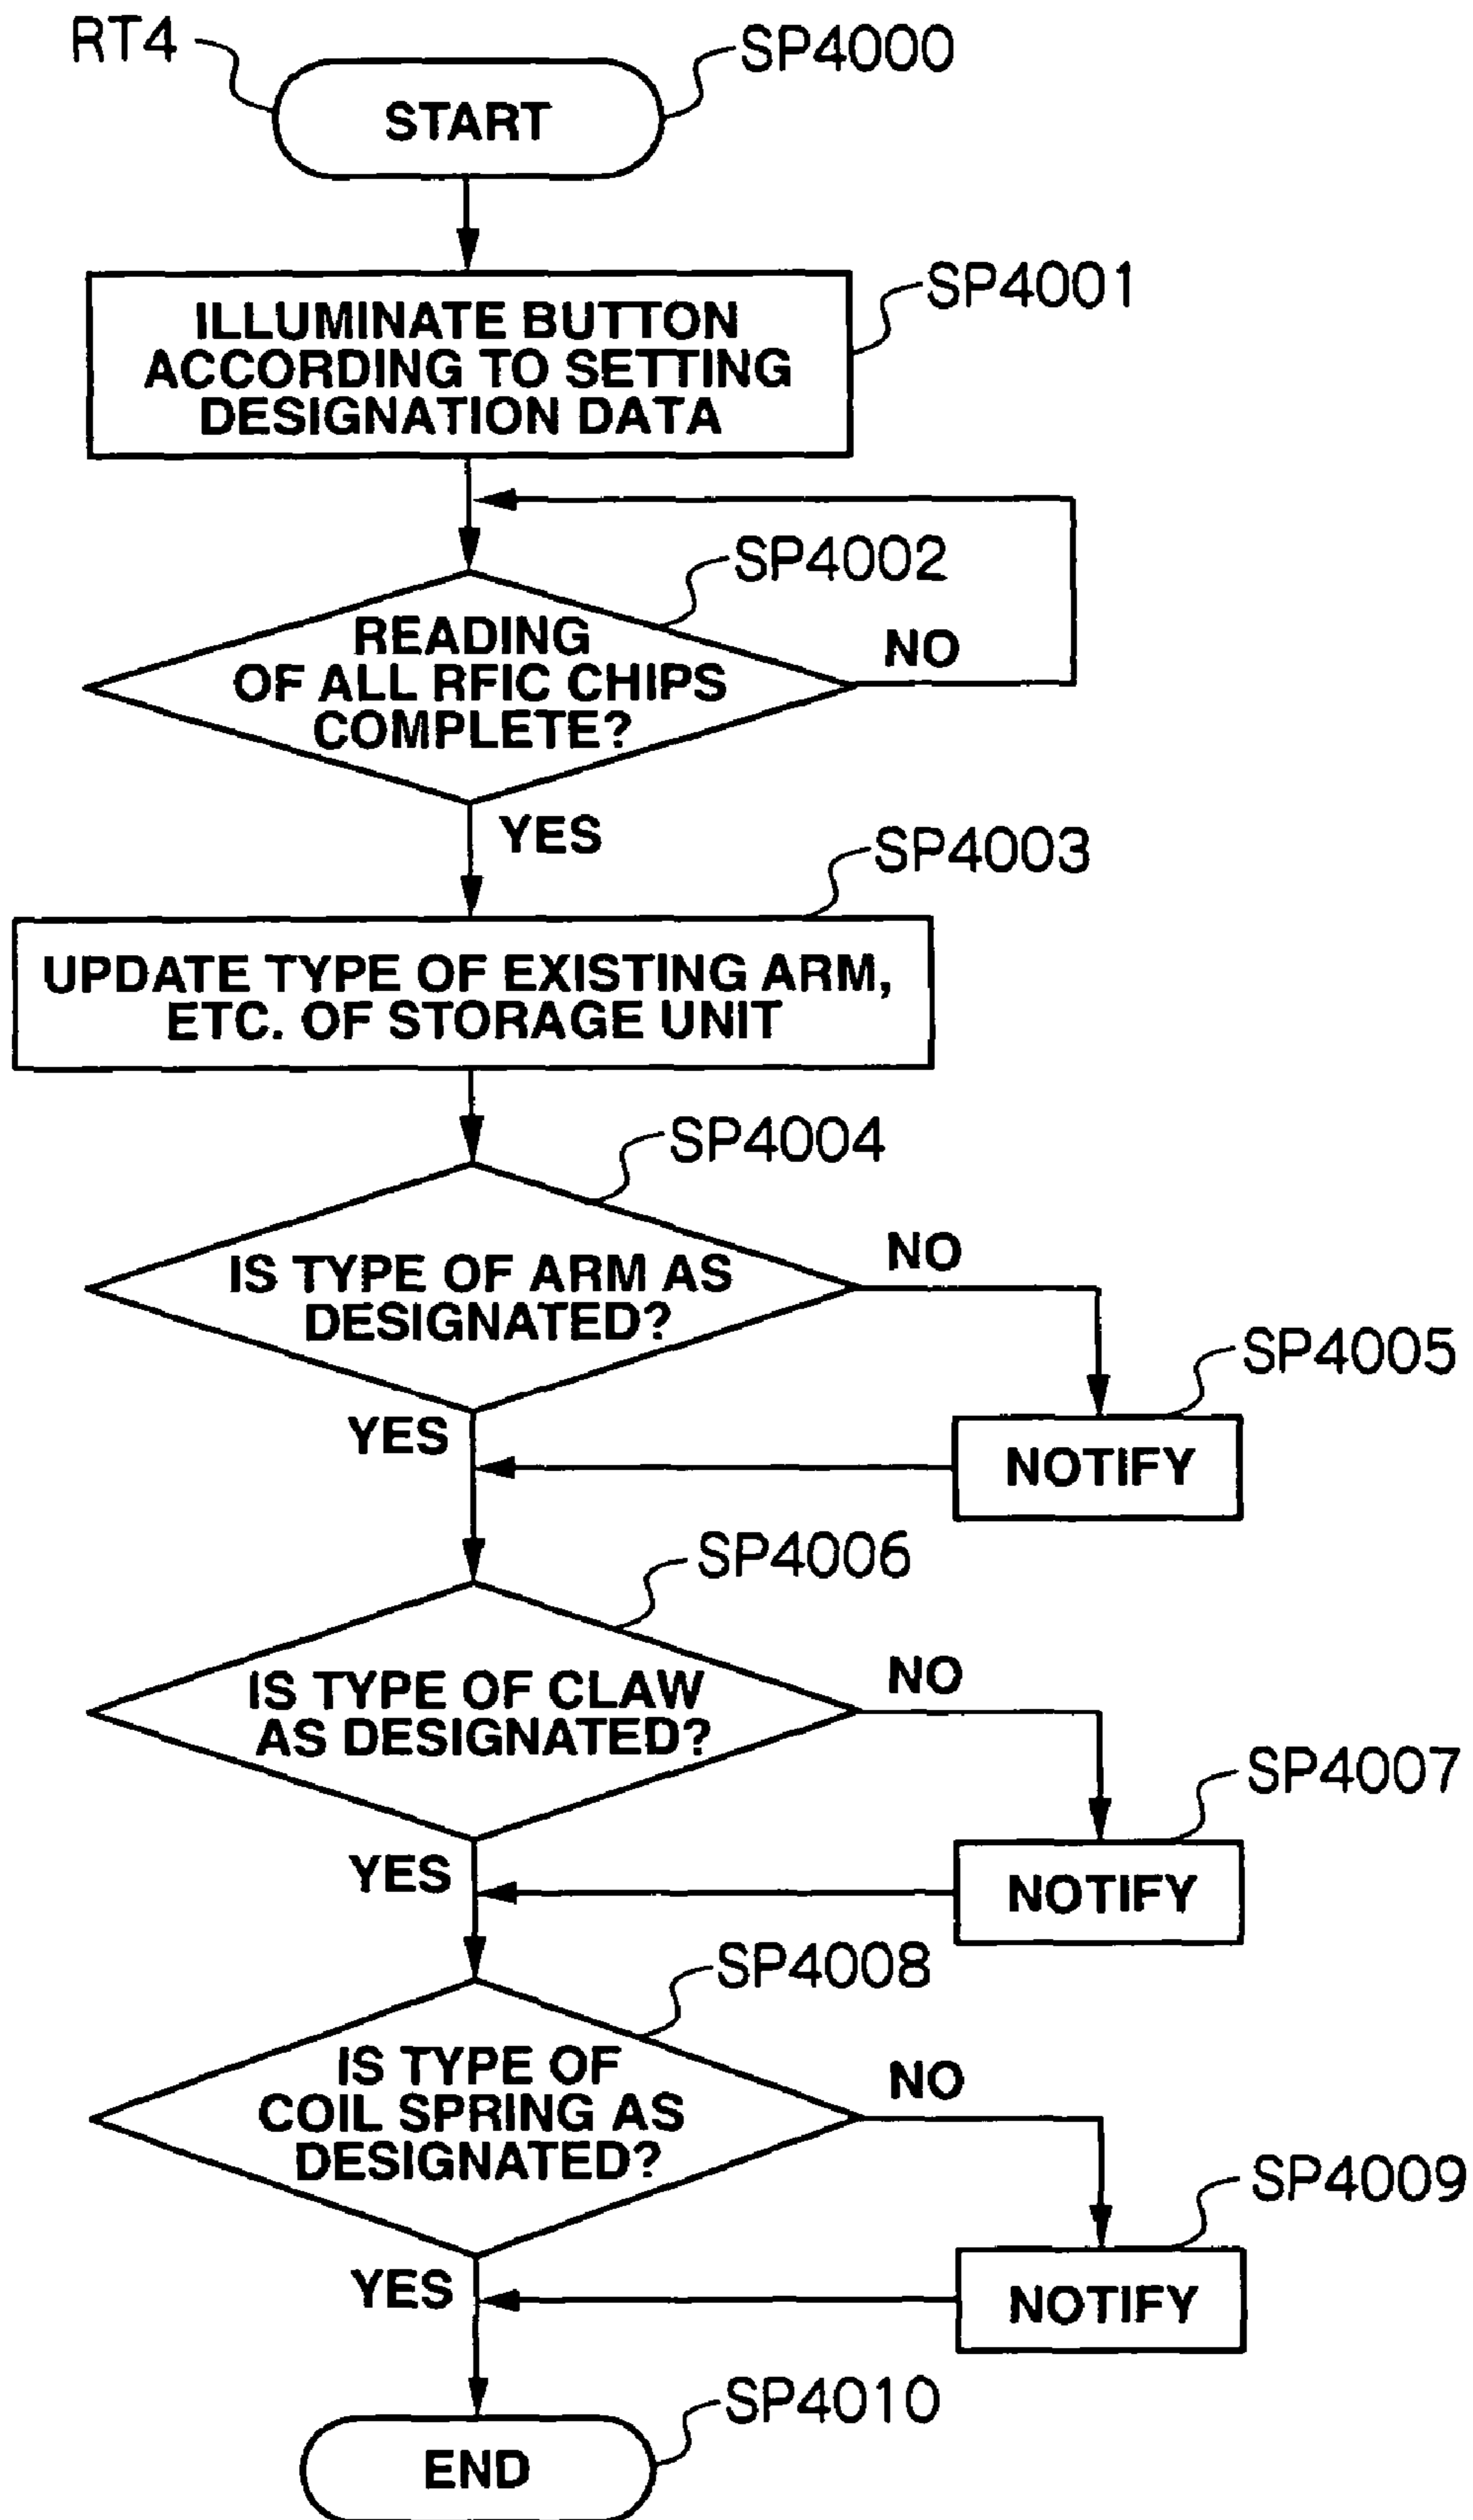 RT4
SP4000
START
SP4001
ILLUMINATE BUTTON
ACCORDING TO SETTING
DESIGNATION DATA
SP4002
READING
OF ALL RFIC CHIPS
COMPLETE?
NO
YES
SP4003
UPDATE TYPE OF EXISTING ARM,
ETC. OF STORAGE UNIT
SP4004
IS TYPE OF ARM AS
DESIGNATED?
NO
SP4005
YES
NOTIFY
SP4006
IS TYPE OF CLAW
AS DESIGNATED?
NO
SP4007
YES
NOTIFY
SP4008
IS TYPE OF
COIL SPRING AS
DESIGNATED?
NO
SP4009
YES
NOTIFY
SP4010
END